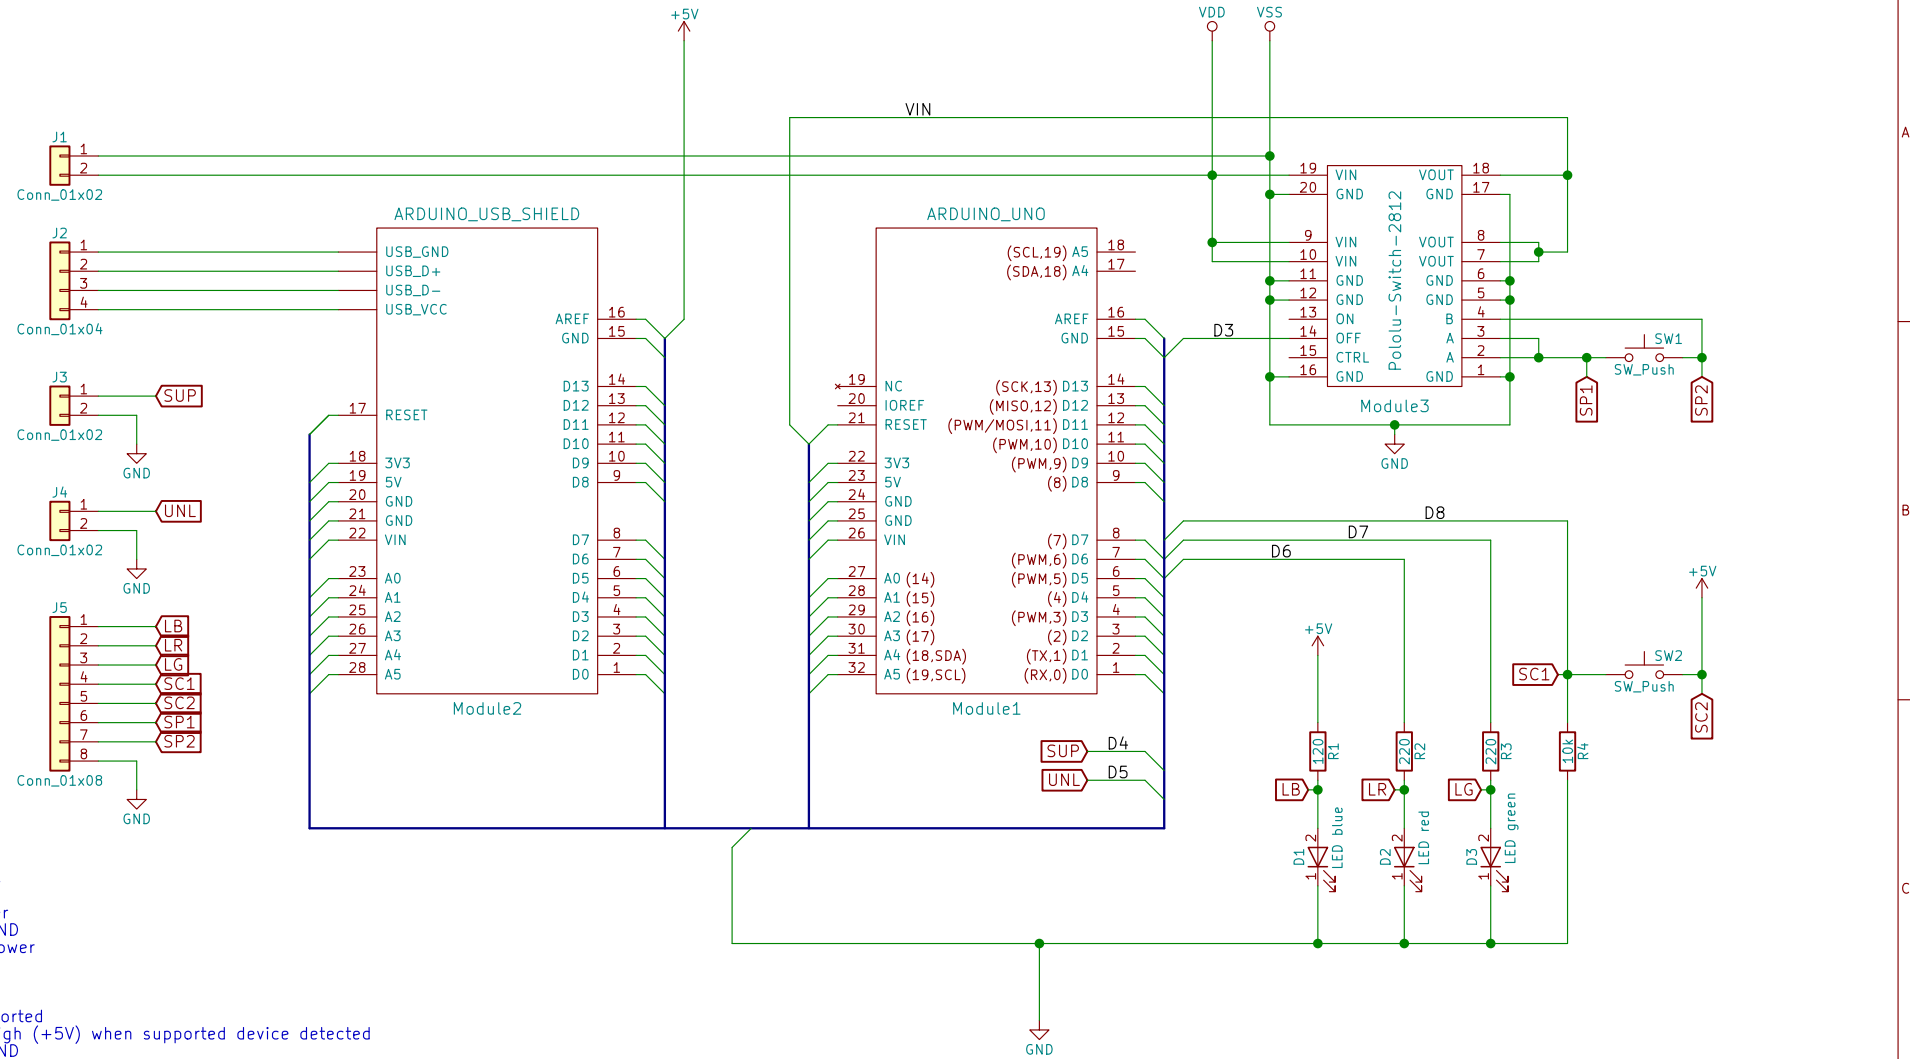 +5V
VDD
VSS
VIN
A
J1
1
2
Conn_01x02
J2
1
2
3
4
Conn_01x04
J3
1
2
SUP
Conn_01x02
GND
J4
1
2
UNL
Conn_01x02
GND
J5
1
2
3
4
5
6
7
8
LB
LR
LG
SC1
SC2
SP1
SP2
Conn_01x08
GND
ARDUINO_USB_SHIELD
USB_GND
USB_D+
USB_D-
USB_VCC
17 RESET
18 3V3
19 5V
20 GND
21 GND
22 VIN
23 A0
24 A1
25 A2
26 A3
27 A4
28 A5
AREF 16
GND 15
D13 14
D12 13
D11 12
D10 11
D9 10
D8 9
D7 8
D6 7
D5 6
D4 5
D3 4
D2 3
D1 2
D0 1
Module2
ARDUINO_UNO
19 NC
20 IOREF
21 RESET
22 3V3
23 5V
24 GND
25 GND
26 VIN
27 A0 (14)
28 A1 (15)
29 A2 (16)
30 A3 (17)
31 A4 (18,SDA)
32 A5 (19,SCL)
(SCL,19) A5 18
(SDA,18) A4 17
AREF 16
GND 15
(SCK,13) D13 14
(MISO,12) D12 13
(PWM/MOSI,11) D11 12
(PWM,10) D10 11
(PWM,9) D9 10
(8) D8 9
(7) D7 8
(PWM,6) D6 7
(PWM,5) D5 6
(4) D4 5
(PWM,3) D3 4
(2) D2 3
(TX,1) D1 2
(RX,0) D0 1
Module1
SUP D4
UNL D5
D3
19 VIN
20 GND
9 VIN
10 VIN
11 GND
12 GND
13 ON
14 OFF
15 CTRL
16 GND
Pololu-Switch-2812
VOUT 18
GND 17
VOUT 8
VOUT 7
GND 6
GND 5
B 4
A 3
A 2
GND 1
Module3
GND
SW1
SW_Push
SP1
SP2
B
D8
D7
D6
+5V
+5V
SC1
SW2
SW_Push
SC2
120
R1
220
R2
220
R3
10k
R4
LB
LR
LG
D1
2
1
LED blue
D2
2
1
LED red
D3
2
1
LED green
C
GND
r
ND
ower
orted
igh (+5V) when supported device detected
ND